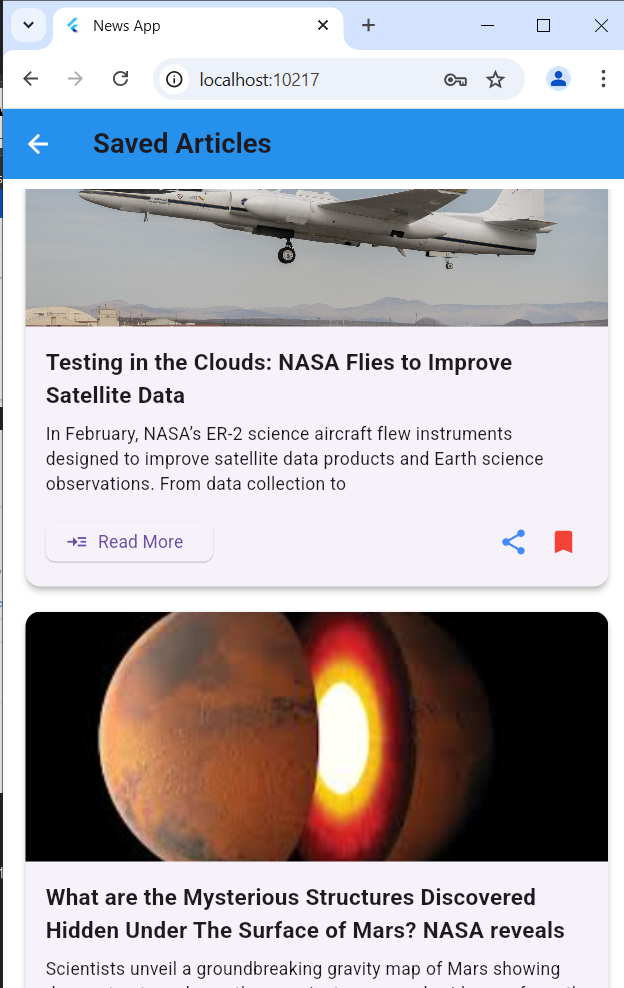 News App
localhost:10217
Saved Articles
Testing in the Clouds: NASA Flies to Improve
Satellite Data
In February, NASA’s ER-2 science aircraft flew instruments
designed to improve satellite data products and Earth science
observations. From data collection to
Read More
What are the Mysterious Structures Discovered
Hidden Under The Surface of Mars? NASA reveals
Scientists unveil a groundbreaking gravity map of Mars showing